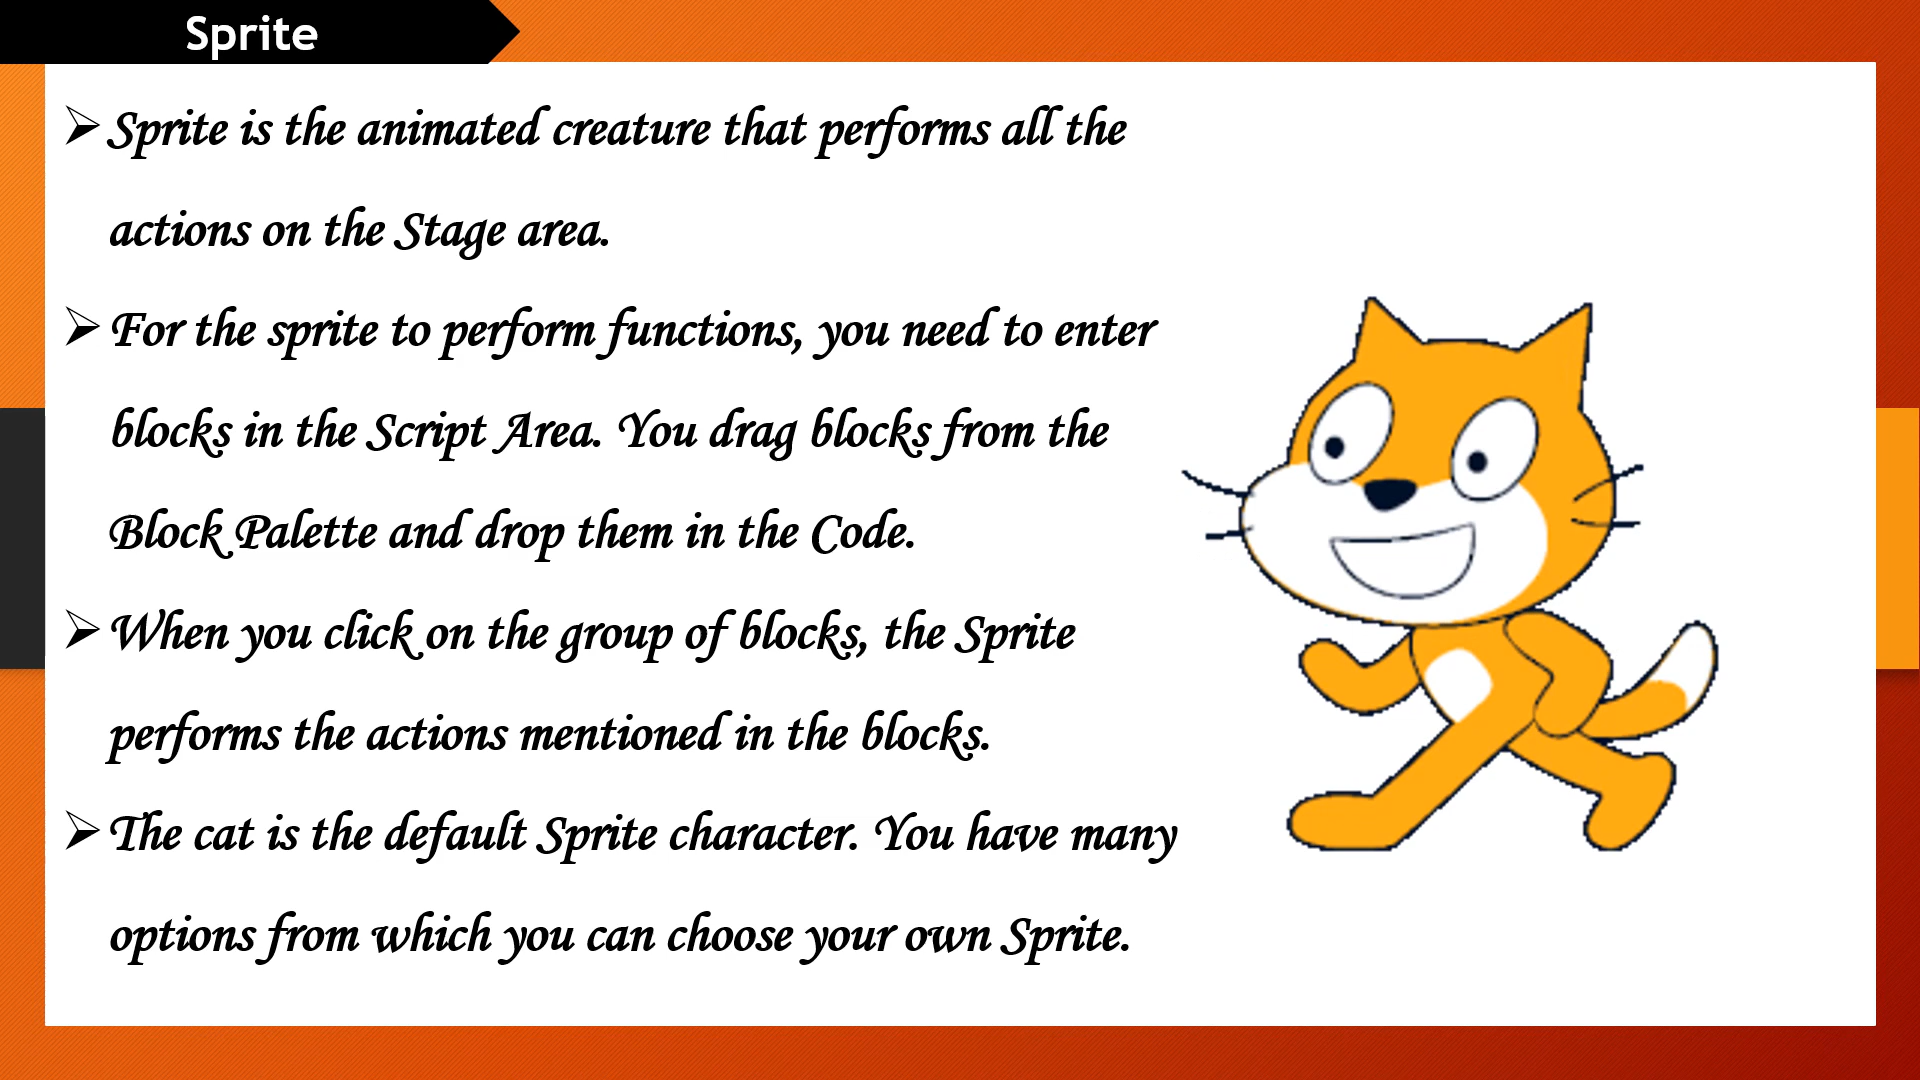 Sprite
➢ Sprite is the animated creature that performs all the
actions on the Stage area.
➢ For the sprite to perform functions, you need to enter
blocks in the Script Area. You drag blocks from the
Block Palette and drop them in the Code.
➢ When you click on the group of blocks, the Sprite
performs the actions mentioned in the blocks.
➢ The cat is the default Sprite character. You have many
options from which you can choose your own Sprite.